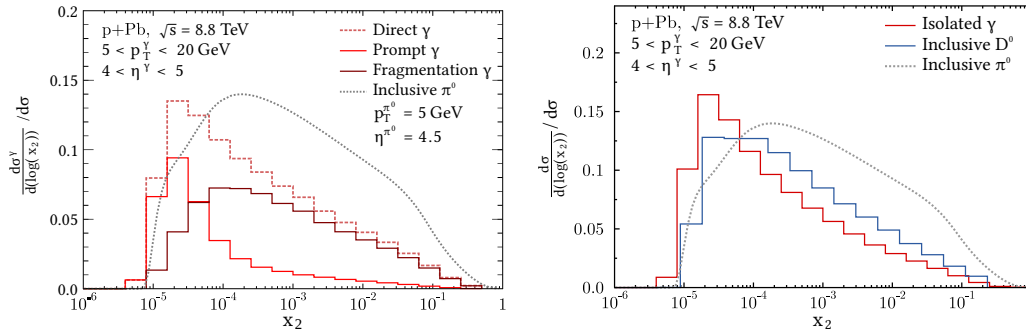 p+Pb, √s = 8.8 TeV
5 < p_T^γ < 20 GeV
4 < η^γ < 5
Direct γ
Prompt γ
Fragmentation γ
Inclusive π⁰
p_T^π⁰ = 5 GeV
η^π⁰ = 4.5
dσ^γ / d(log(x₂)) / dσ
0.20
0.15
0.10
0.05
0.0
10⁻⁶ 10⁻⁵ 10⁻⁴ 10⁻³ 10⁻² 10⁻¹ 1
x₂
p+Pb, √s = 8.8 TeV
5 < p_T^γ < 20 GeV
4 < η^γ < 5
Isolated γ
Inclusive D⁰
Inclusive π⁰
dσ / d(log(x₂)) / dσ
0.2
0.15
0.1
0.05
0.0
10⁻⁶ 10⁻⁵ 10⁻⁴ 10⁻³ 10⁻² 10⁻¹
x₂